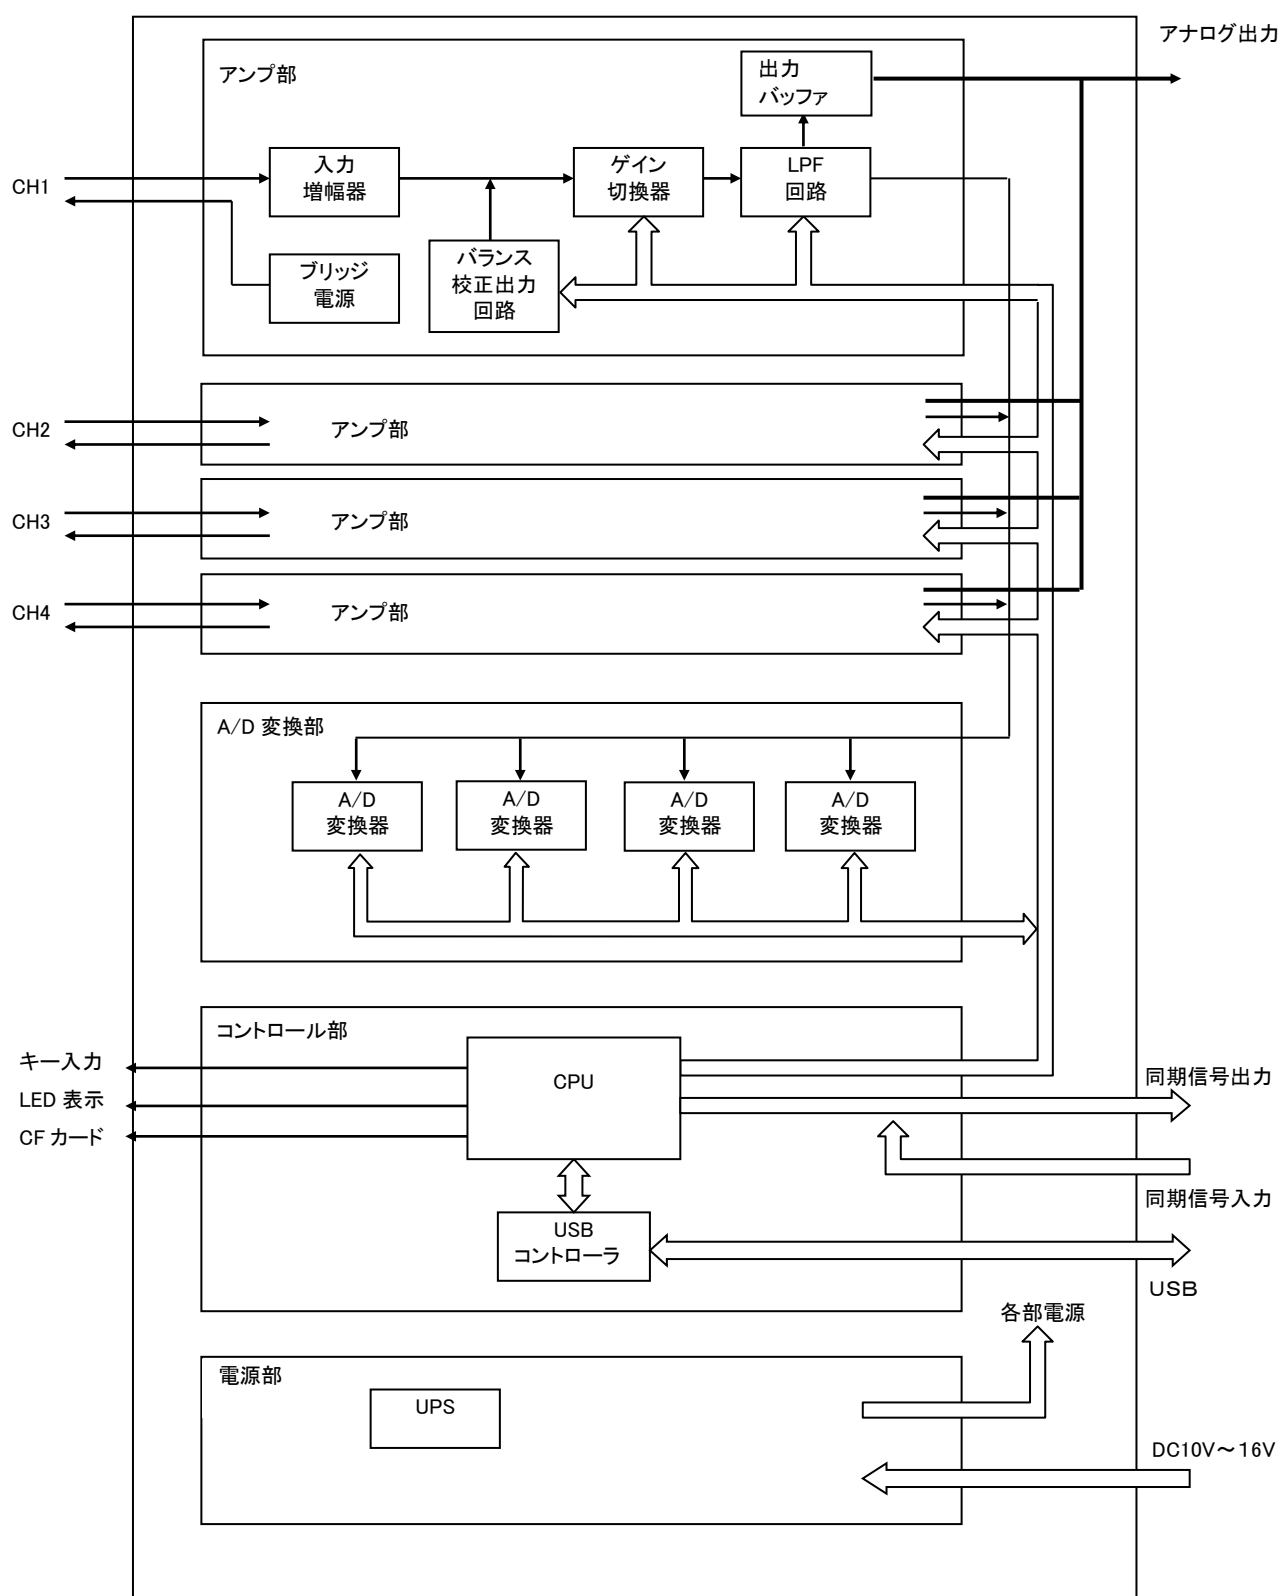 アナログ出力
アンプ部
出力
バッファ
入力
増幅器
ゲイン
切換器
LPF
回路
CH1
バランス
校正出力
回路
ブリッジ
電源
CH2
アンプ部
CH3
アンプ部
CH4
アンプ部
A/D 変換部
A/D
変換器
A/D
変換器
A/D
変換器
A/D
変換器
コントロール部
キー入力
LED 表示
CF カード
CPU
同期信号出力
同期信号入力
USB
コントローラ
USB
各部電源
電源部
UPS
DC10V～16V